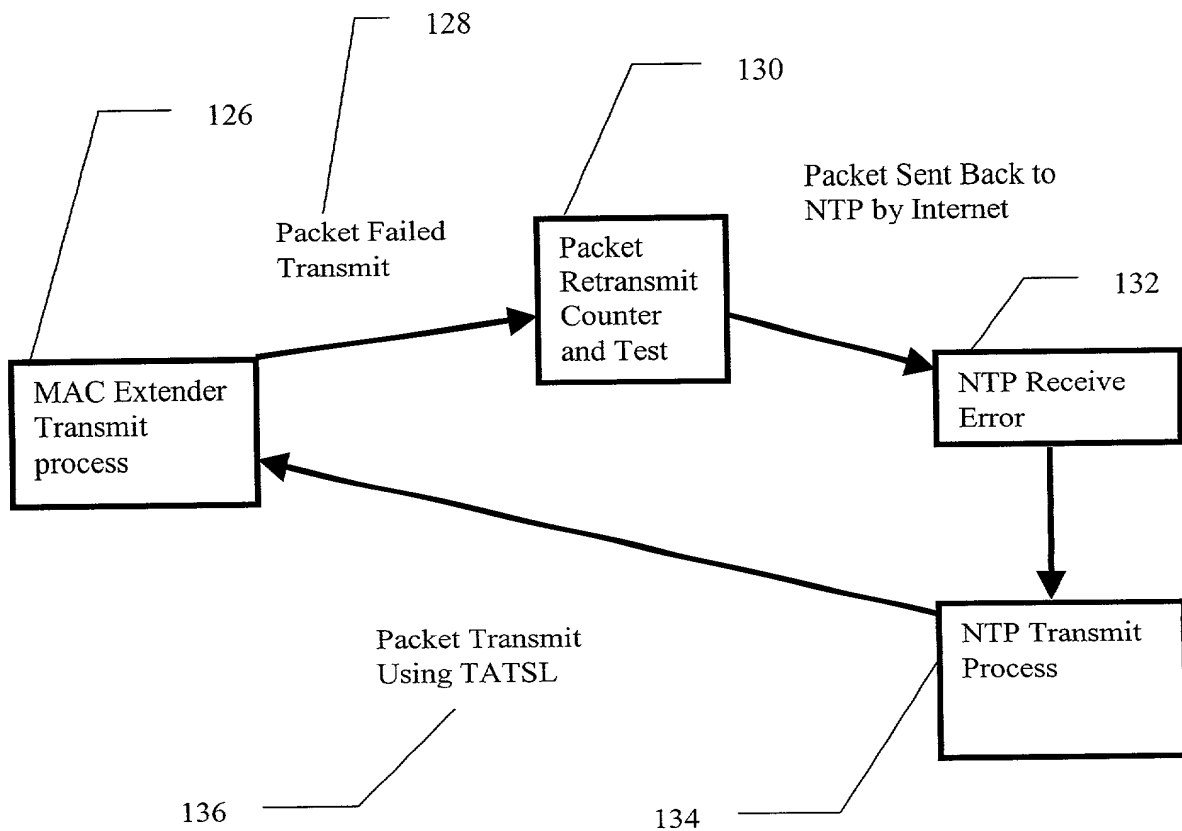 128
130
126
Packet Sent Back to
NTP by Internet
Packet Failed
Transmit
Packet
Retransmit
Counter
and Test
132
MAC Extender
Transmit
process
NTP Receive
Error
Packet Transmit
Using TATSL
NTP Transmit
Process
136
134